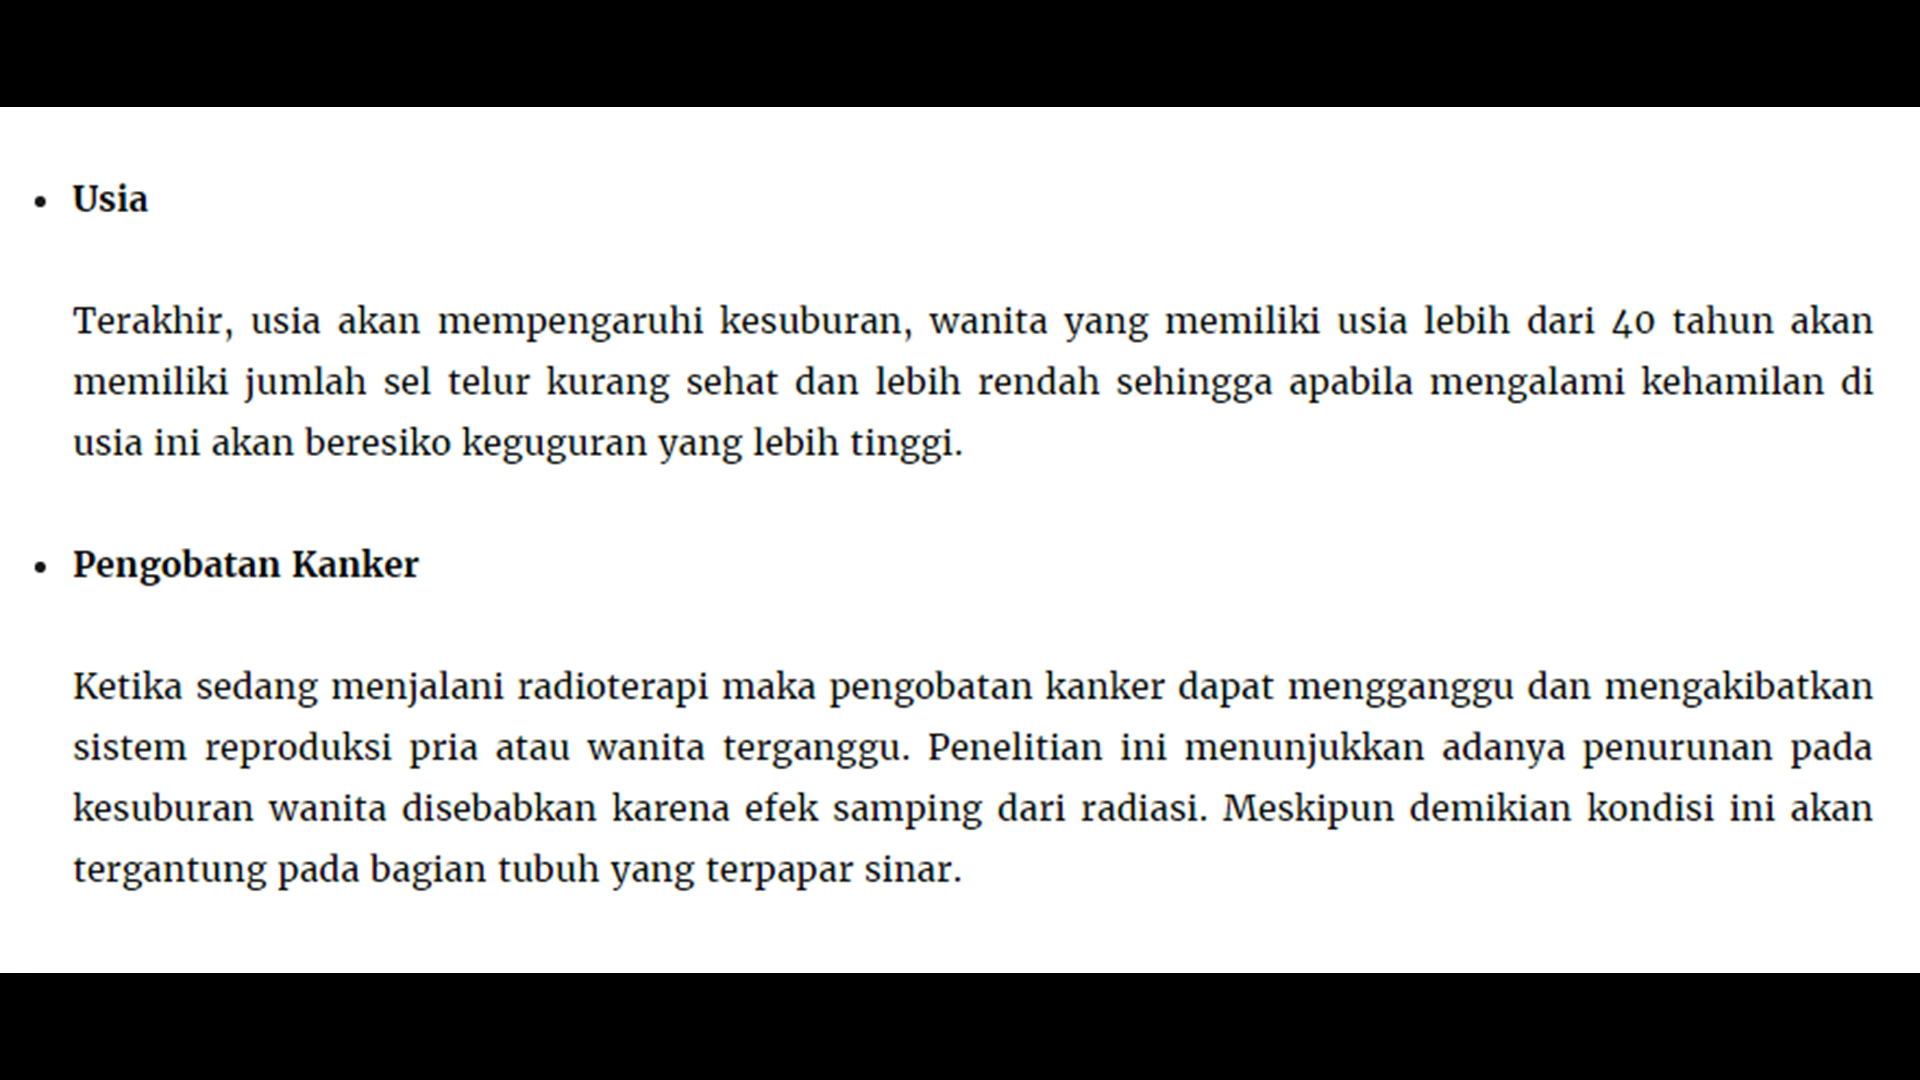 • Usia
Terakhir, usia akan mempengaruhi kesuburan, wanita yang memiliki usia lebih dari 40 tahun akan
memiliki jumlah sel telur kurang sehat dan lebih rendah sehingga apabila mengalami kehamilan di
usia ini akan beresiko keguguran yang lebih tinggi.
• Pengobatan Kanker
Ketika sedang menjalani radioterapi maka pengobatan kanker dapat mengganggu dan mengakibatkan
sistem reproduksi pria atau wanita terganggu. Penelitian ini menunjukkan adanya penurunan pada
kesuburan wanita disebabkan karena efek samping dari radiasi. Meskipun demikian kondisi ini akan
tergantung pada bagian tubuh yang terpapar sinar.